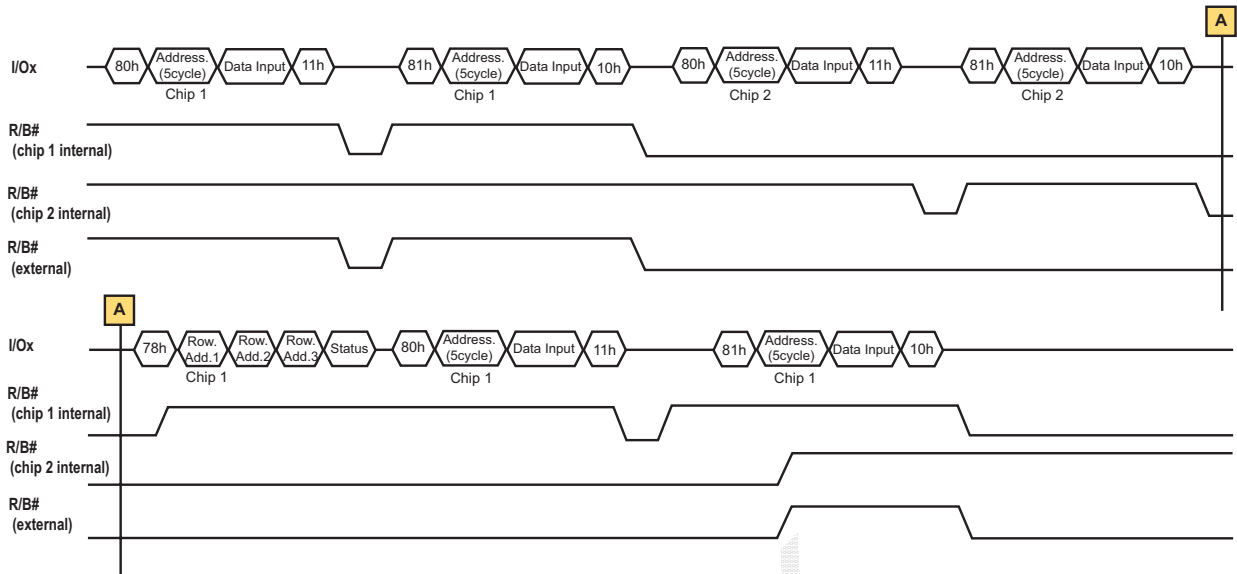 A
I/Ox 80h Address. (5cycle) Data Input 11h 81h Address. (5cycle) Data Input 10h 80h Address. (5cycle) Data Input 11h 81h Address. (5cycle) Data Input 10h
Chip 1 Chip 1 Chip 2 Chip 2
R/B#
(chip 1 internal)
R/B#
(chip 2 internal)
R/B#
(external)
A
I/Ox 78h Row. Add.1 Row. Add.2 Row. Add.3 Status 80h Address. (5cycle) Data Input 11h 81h Address. (5cycle) Data Input 10h
Chip 1 Chip 1 Chip 1
R/B#
(chip 1 internal)
R/B#
(chip 2 internal)
R/B#
(external)